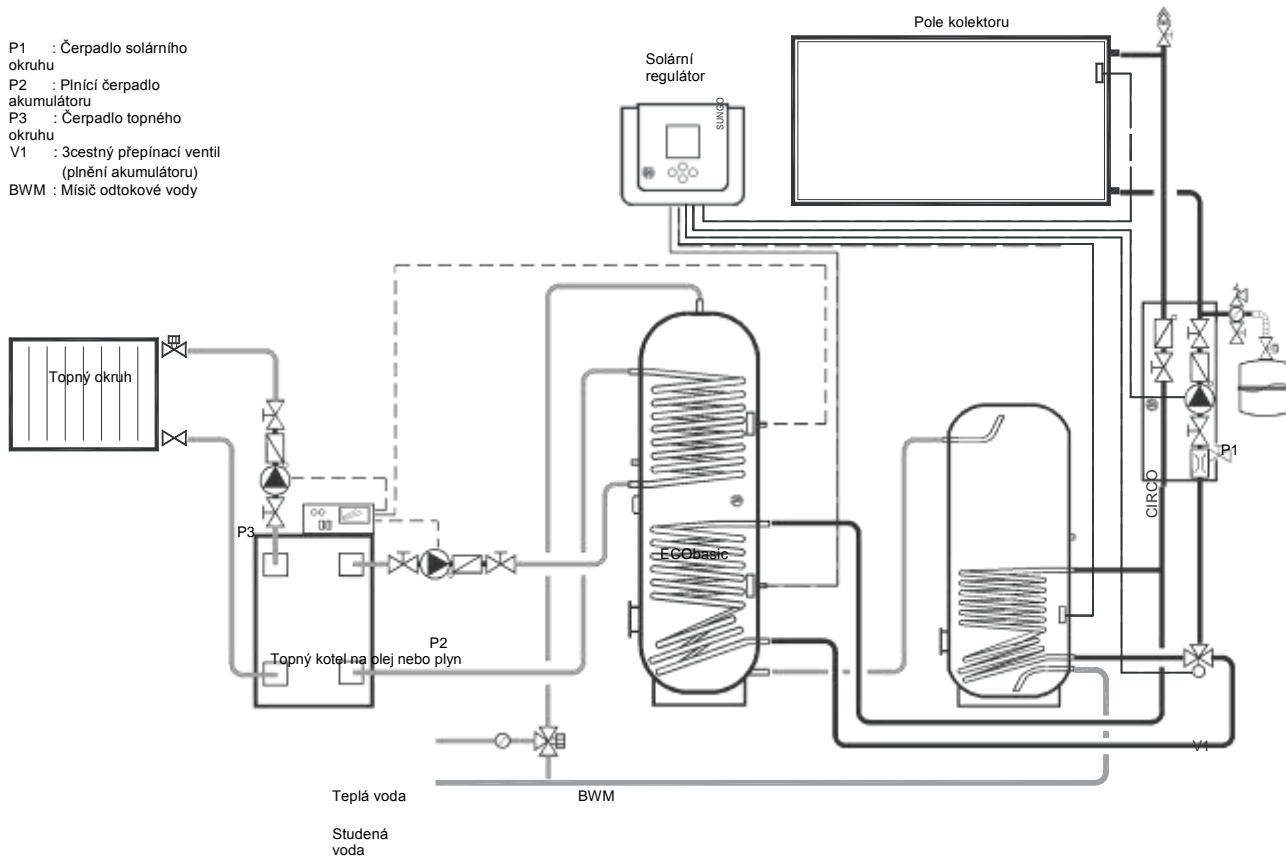 P1 : Čerpadlo solárního
okruhu
P2 : Plnící čerpadlo
akumulátoru
P3 : Čerpadlo topného
okruhu
V1 : 3cestný přepínací ventil
(plnění akumulátoru)
BWM : Mísič odtokové vody
Solární
regulátor
SUNGO
Pole kolektoru
Topný okruh
P3
P2
Topný kotel na olej nebo plyn
ECObasic
CIRCO
P1
V1
Teplá voda
BWM
Studená
voda